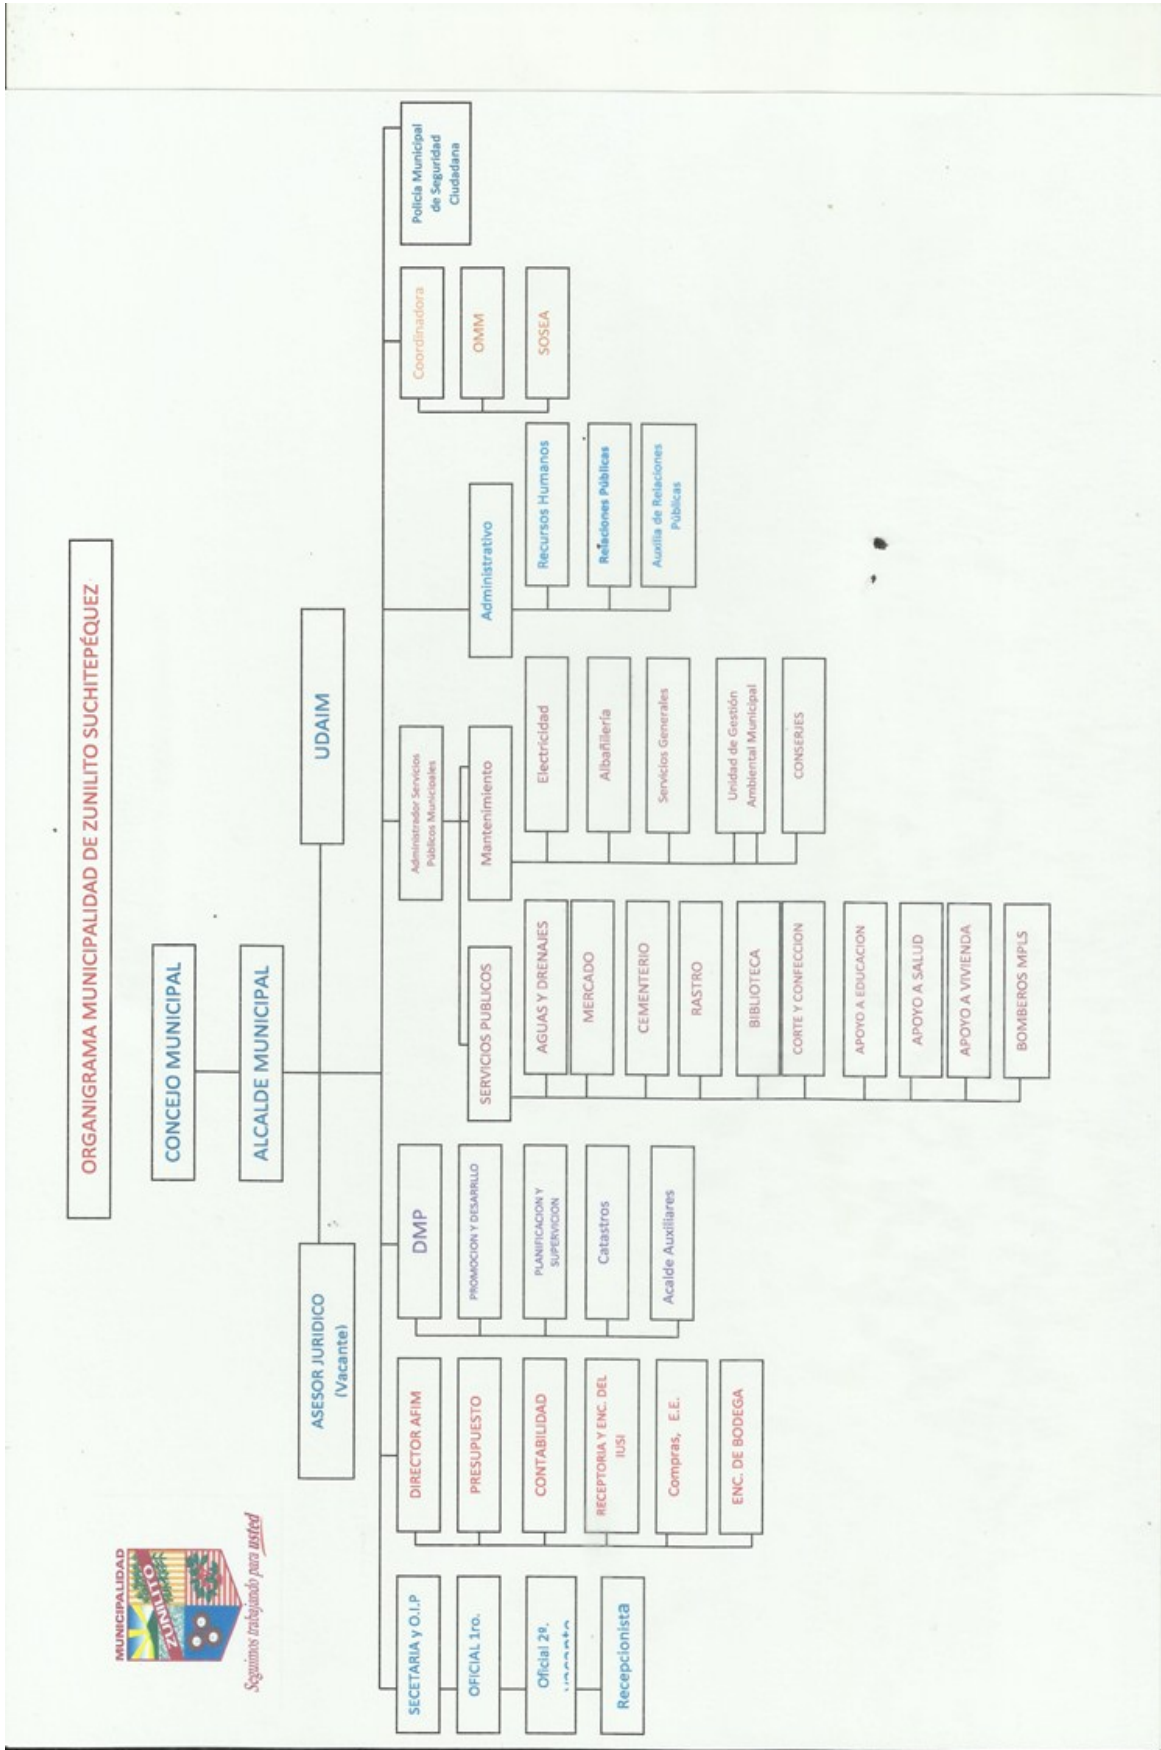 ORGANIGRAMA MUNICIPALIDAD DE ZUNILITO SUCHITEPÉQUEZ
MUNICIPALIDAD
ZUNILITO
Seguimos trabajando para usted
CONCEJO MUNICIPAL
ALCALDE MUNICIPAL
ASESOR JURIDICO
(Vacante)
UDAIM
SECETARIA y O.I.P
OFICIAL 1ro.
Oficial 2º.
Recepcionista
DIRECTOR AFIM
PRESUPUESTO
CONTABILIDAD
RECEPTORIA Y ENC. DEL
IUSI
Compras, E.E.
ENC. DE BODEGA
DMP
PROMOCION Y DESARRLLO
PLANIFICACION Y
SUPERVICION
Catastros
Acalde Auxiliares
Administrador Servicios
Públicos Municioales
SERVICIOS PUBLICOS
AGUAS Y DRENAJES
MERCADO
CEMENTERIO
RASTRO
BIBLIOTECA
CORTE Y CONFECCION
APOYO A EDUCACION
APOYO A SALUD
APOYO A VIVIENDA
BOMBEROS MPLS
Mantenimiento
Electricidad
Albañilería
Servicios Generales
Unidad de Gestión
Ambiental Municipal
CONSERJES
Administrativo
Recursos Humanos
Relaciones Públicas
Auxilia de Relaciones
Públicas
Coordinadora
OMM
SOSEA
Policía Municipal
de Seguridad
Ciudadana